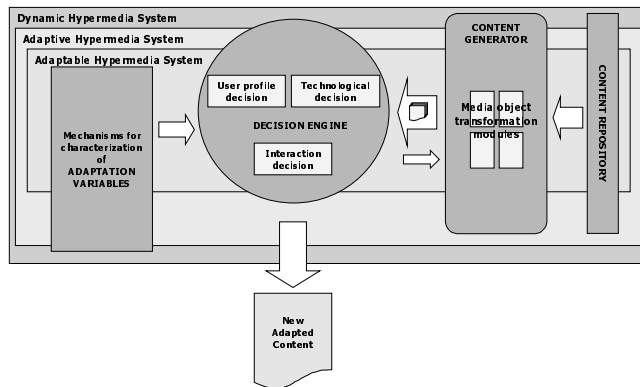 Dynamic Hypermedia System
Adaptive Hypermedia System
Adaptable Hypermedia System
Mechanisms for
characterization
of
ADAPTATION
VARIABLES
User profile
decision
Technological
decision
DECISION ENGINE
Interaction
decision
CONTENT
GENERATOR
Media object
transformation
modules
CONTENT REPOSITORY
New
Adapted
Content